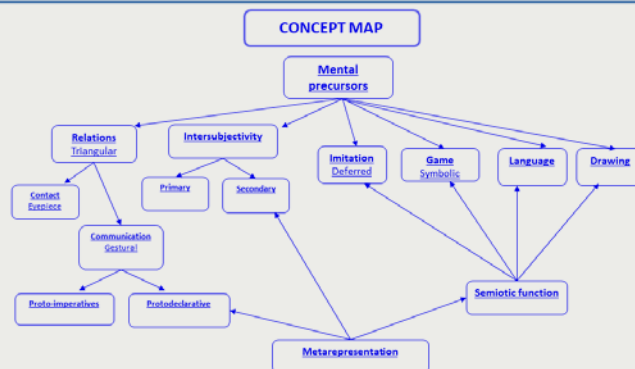 CONCEPT MAP
Mental
precursors
Relations
Triangular
Intersubjectivity
Imitation
Deferred
Game
Symbolic
Language
Drawing
Contact
Eyepiece
Primary
Secondary
Communication
Gestural
Semiotic function
Proto-imperatives
Protodeclarative
Metarepresentation